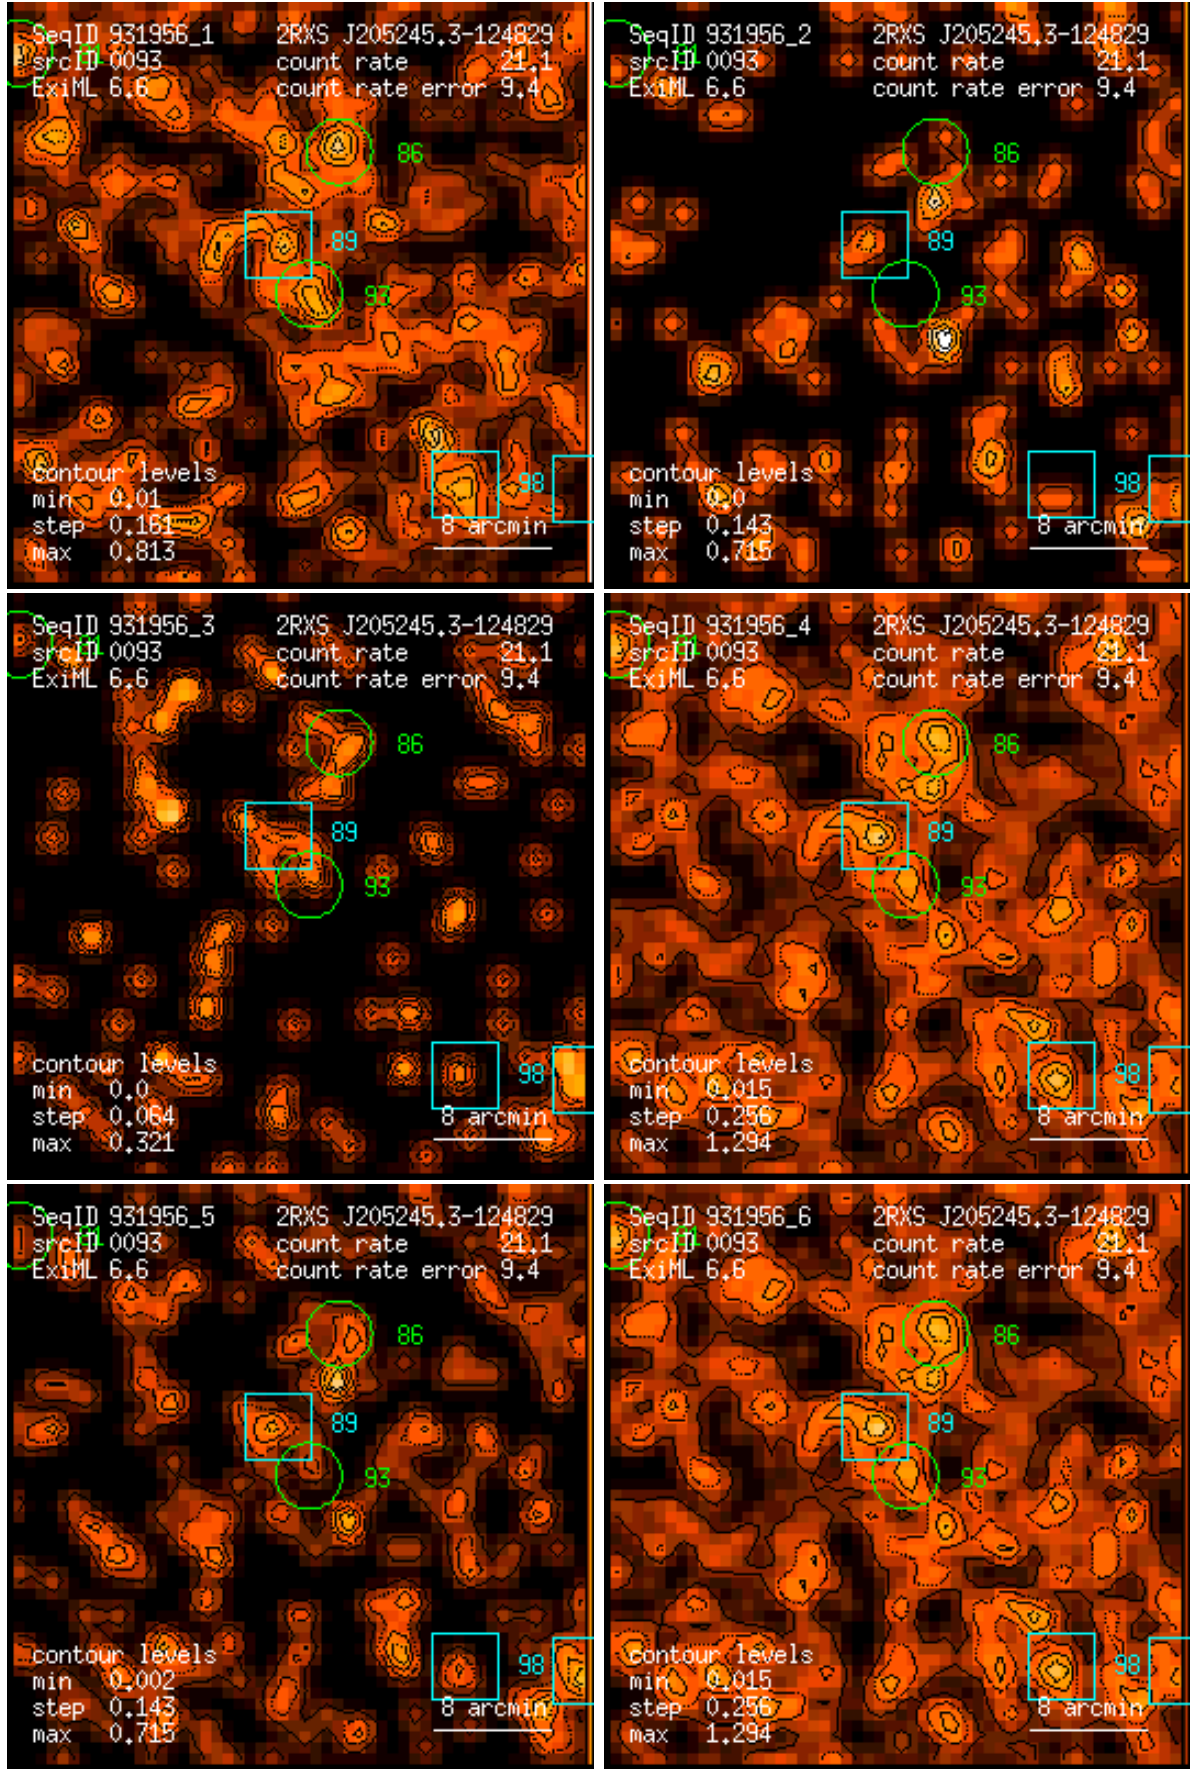 SeqID 931956_1 2RXS J205245.3-124829
srcID 0093 81 count rate 21.1
ExiML 6.6 count rate error 9.4
86
89
93
contour levels
min 0.01 98
step 0.161 8 arcmin
max 0.813
SeqID 931956_2 2RXS J205245.3-124829
srcID 0093 81 count rate 21.1
ExiML 6.6 count rate error 9.4
86
89
93
contour levels
min 0.0 98
step 0.143 8 arcmin
max 0.715
SeqID 931956_3 2RXS J205245.3-124829
srcID 0093 81 count rate 21.1
ExiML 6.6 count rate error 9.4
86
89
93
contour levels
min 0.0 98
step 0.064 8 arcmin
max 0.321
SeqID 931956_4 2RXS J205245.3-124829
srcID 0093 81 count rate 21.1
ExiML 6.6 count rate error 9.4
86
89
93
contour levels
min 0.015 98
step 0.256 8 arcmin
max 1.294
SeqID 931956_5 2RXS J205245.3-124829
srcID 0093 81 count rate 21.1
ExiML 6.6 count rate error 9.4
86
89
93
contour levels
min 0.002 98
step 0.143 8 arcmin
max 0.715
SeqID 931956_6 2RXS J205245.3-124829
srcID 0093 81 count rate 21.1
ExiML 6.6 count rate error 9.4
86
89
93
contour levels
min 0.015 98
step 0.256 8 arcmin
max 1.294